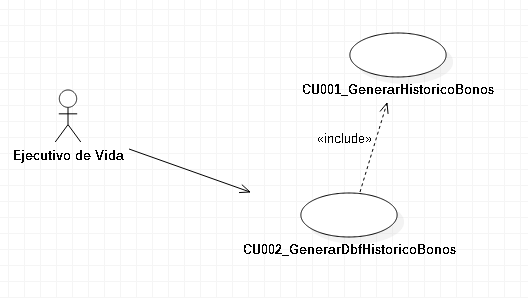 CU001_GenerarHistoricoBonos
«include»
Ejecutivo de Vida
CU002_GenerarDbfHistoricoBonos